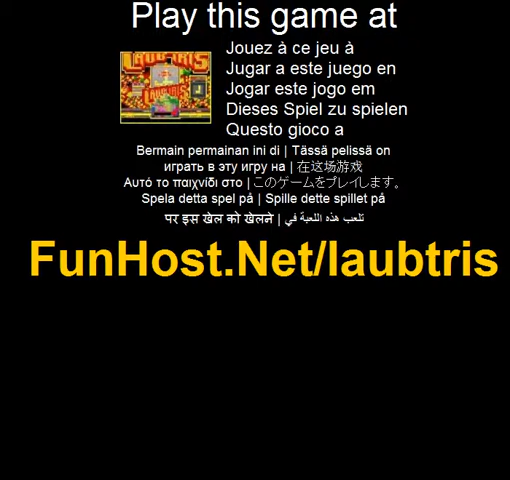 Play this game at
LAUB-TRIS
Jouez à ce jeu à
Jugar a este juego en
Jogar este jogo em
Dieses Spiel zu spielen
Questo gioco a
Bermain permainan ini di | Tässä pelissä on
играть в эту игру на | 在这场游戏
Αυτό το παιχνίδι στο | このゲームをプレイします。
Spela detta spel på | Spille dette spillet på
पर इस खेल को खेलने | تلعب هذه اللعبة في
FunHost.Net/laubtris